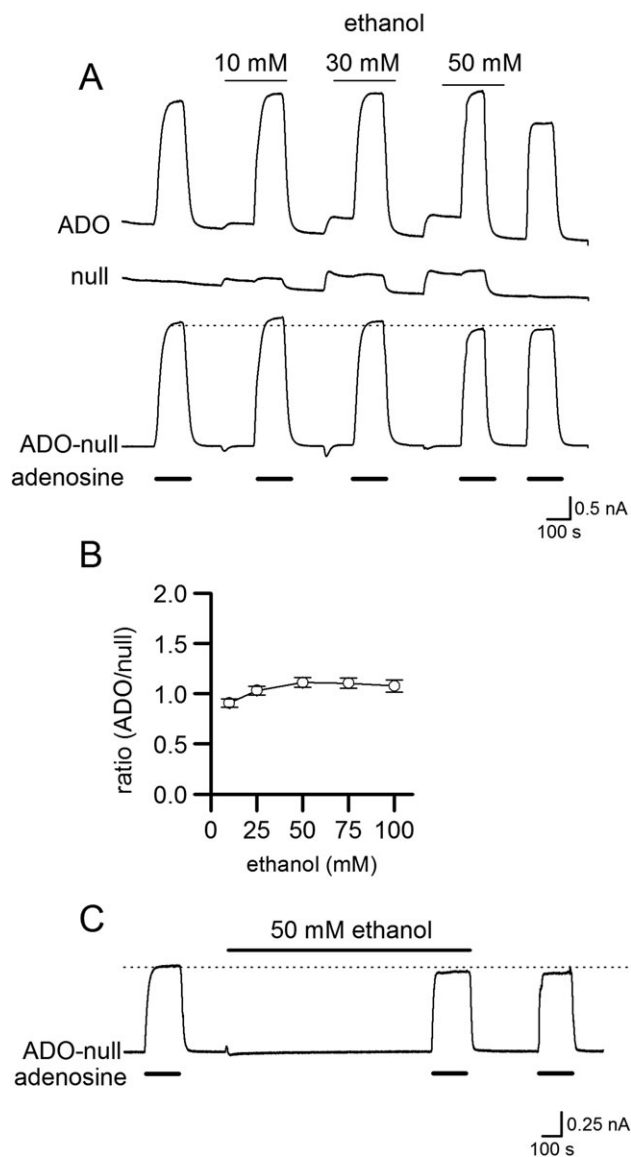 ethanol
A
10 mM 30 mM 50 mM
ADO
null
ADO-null
adenosine
0.5 nA
100 s
B
2.0
1.5
1.0
0.5
0.0
ratio (ADO/null)
0 25 50 75 100
ethanol (mM)
C
50 mM ethanol
ADO-null
adenosine
0.25 nA
100 s